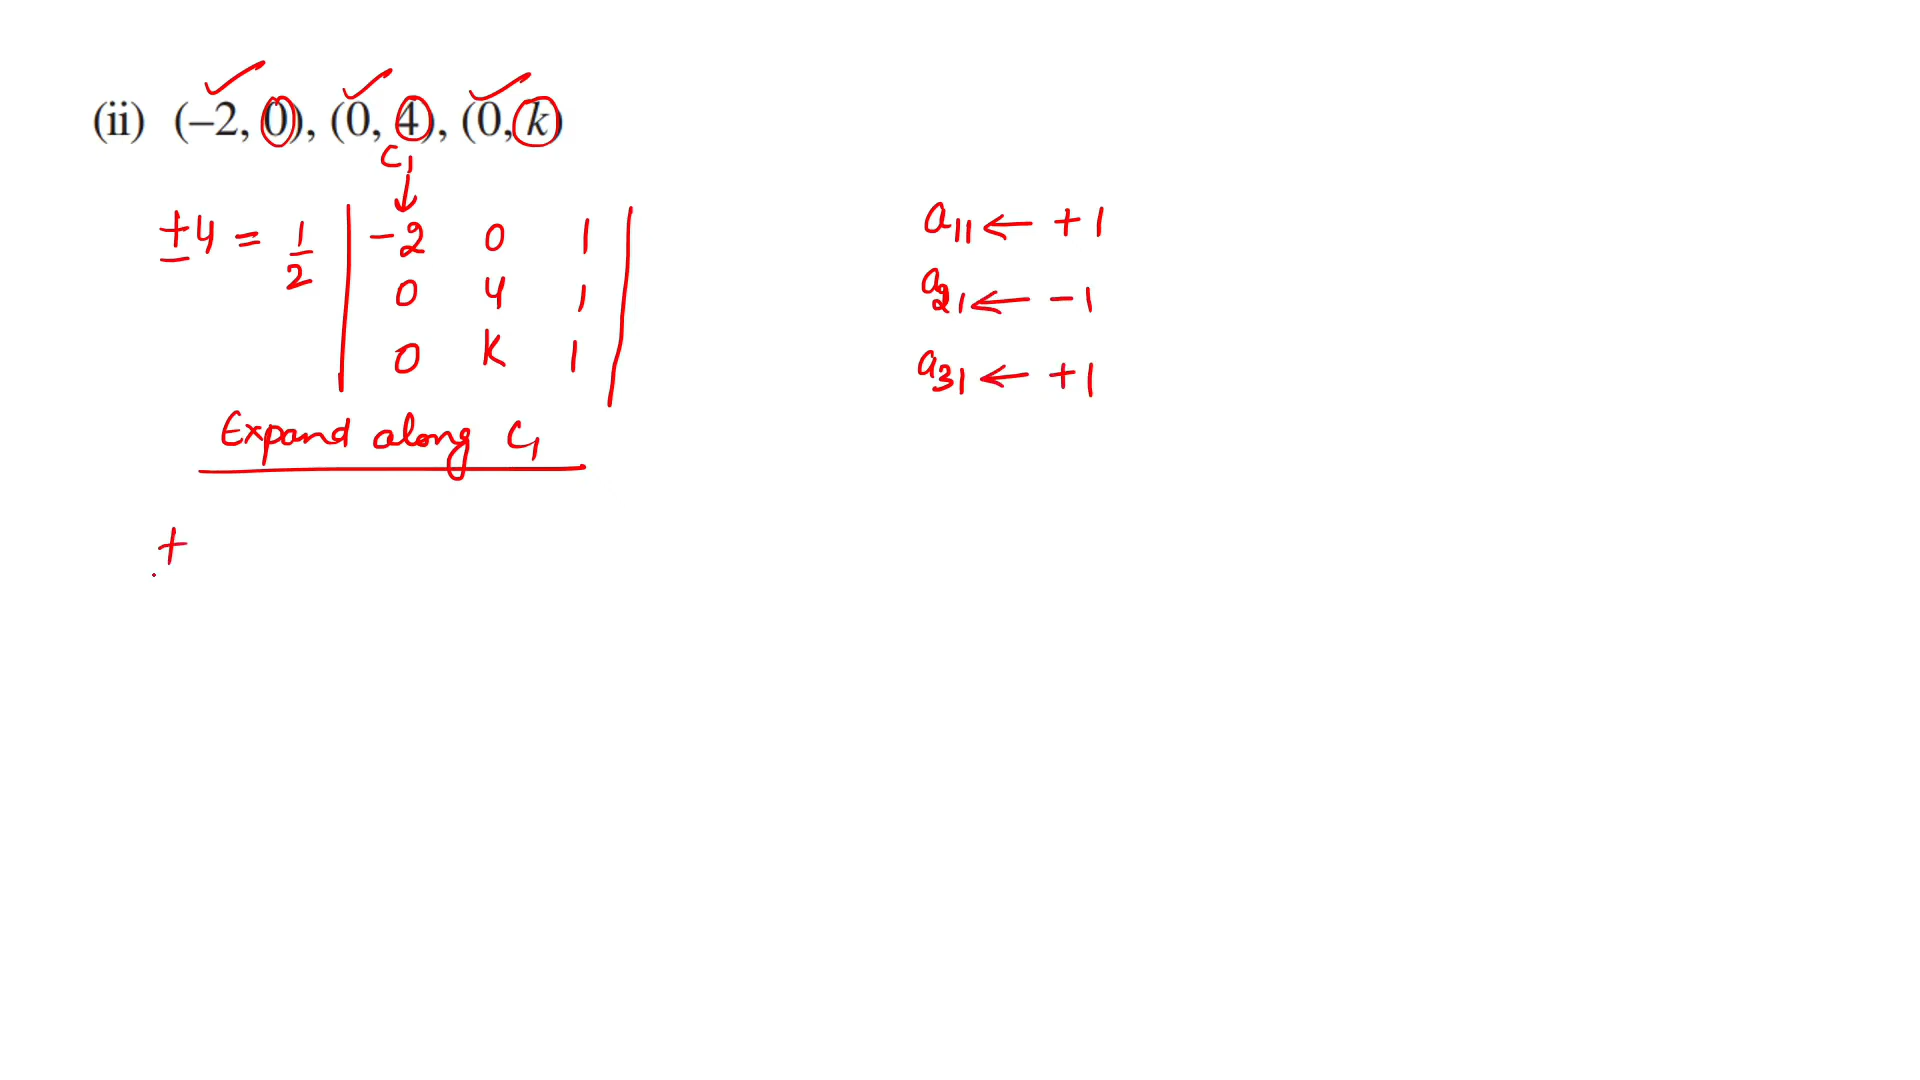 (ii) (–2, 0), (0, 4), (0, k)
C₁
±4 = 1/2 | -2 0 1 |
0 4 1
0 K 1
Expand along C₁
+
a₁₁ ← +1
a₂₁ ← -1
a₃₁ ← +1